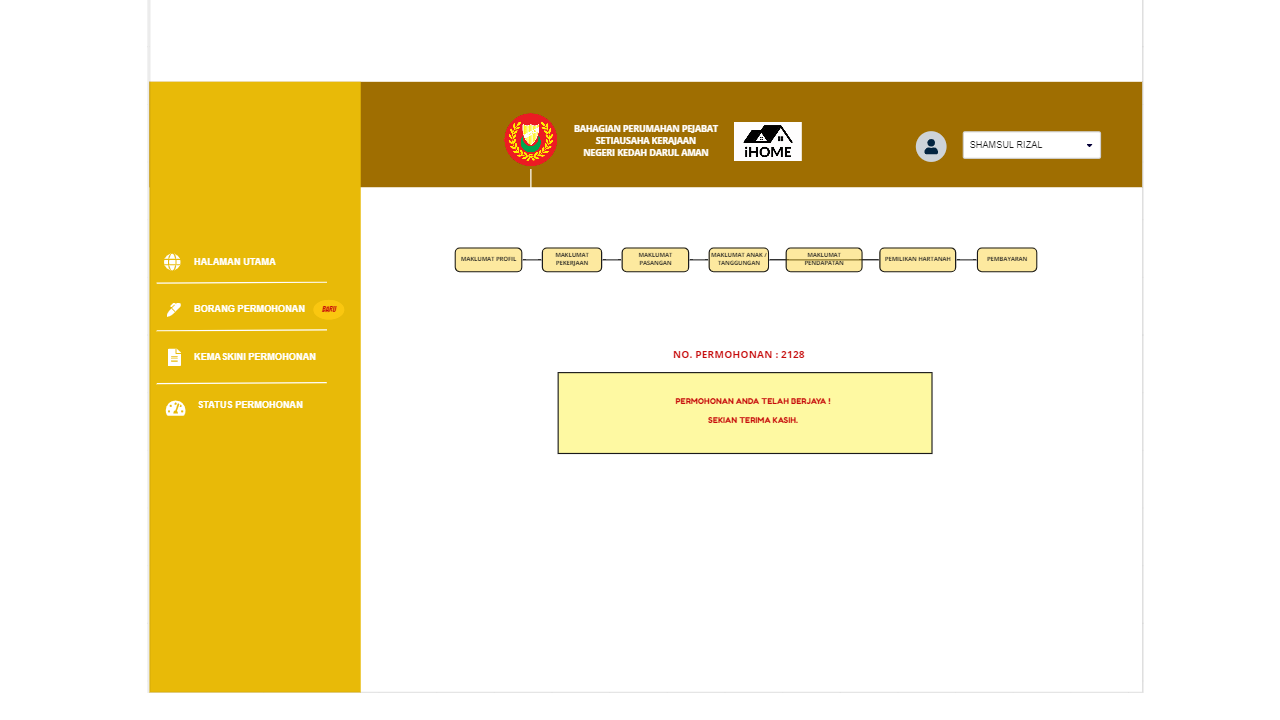 BAHAGIAN PERUMAHAN PEJABAT
SETIAUSAHA KERAJAAN
NEGERI KEDAH DARUL AMAN
iHOME
SHAMSUL RIZAL
HALAMAN UTAMA
BORANG PERMOHONAN BARU
KEMASKINI PERMOHONAN
STATUS PERMOHONAN
MAKLUMAT PROFIL
MAKLUMAT
PEKERJAAN
MAKLUMAT
PASANGAN
MAKLUMAT ANAK /
TANGGUNGAN
MAKLUMAT
PENDAPATAN
PEMILIKAN HARTANAH
PEMBAYARAN
NO. PERMOHONAN : 2128
PERMOHONAN ANDA TELAH BERJAYA !
SEKIAN TERIMA KASIH.